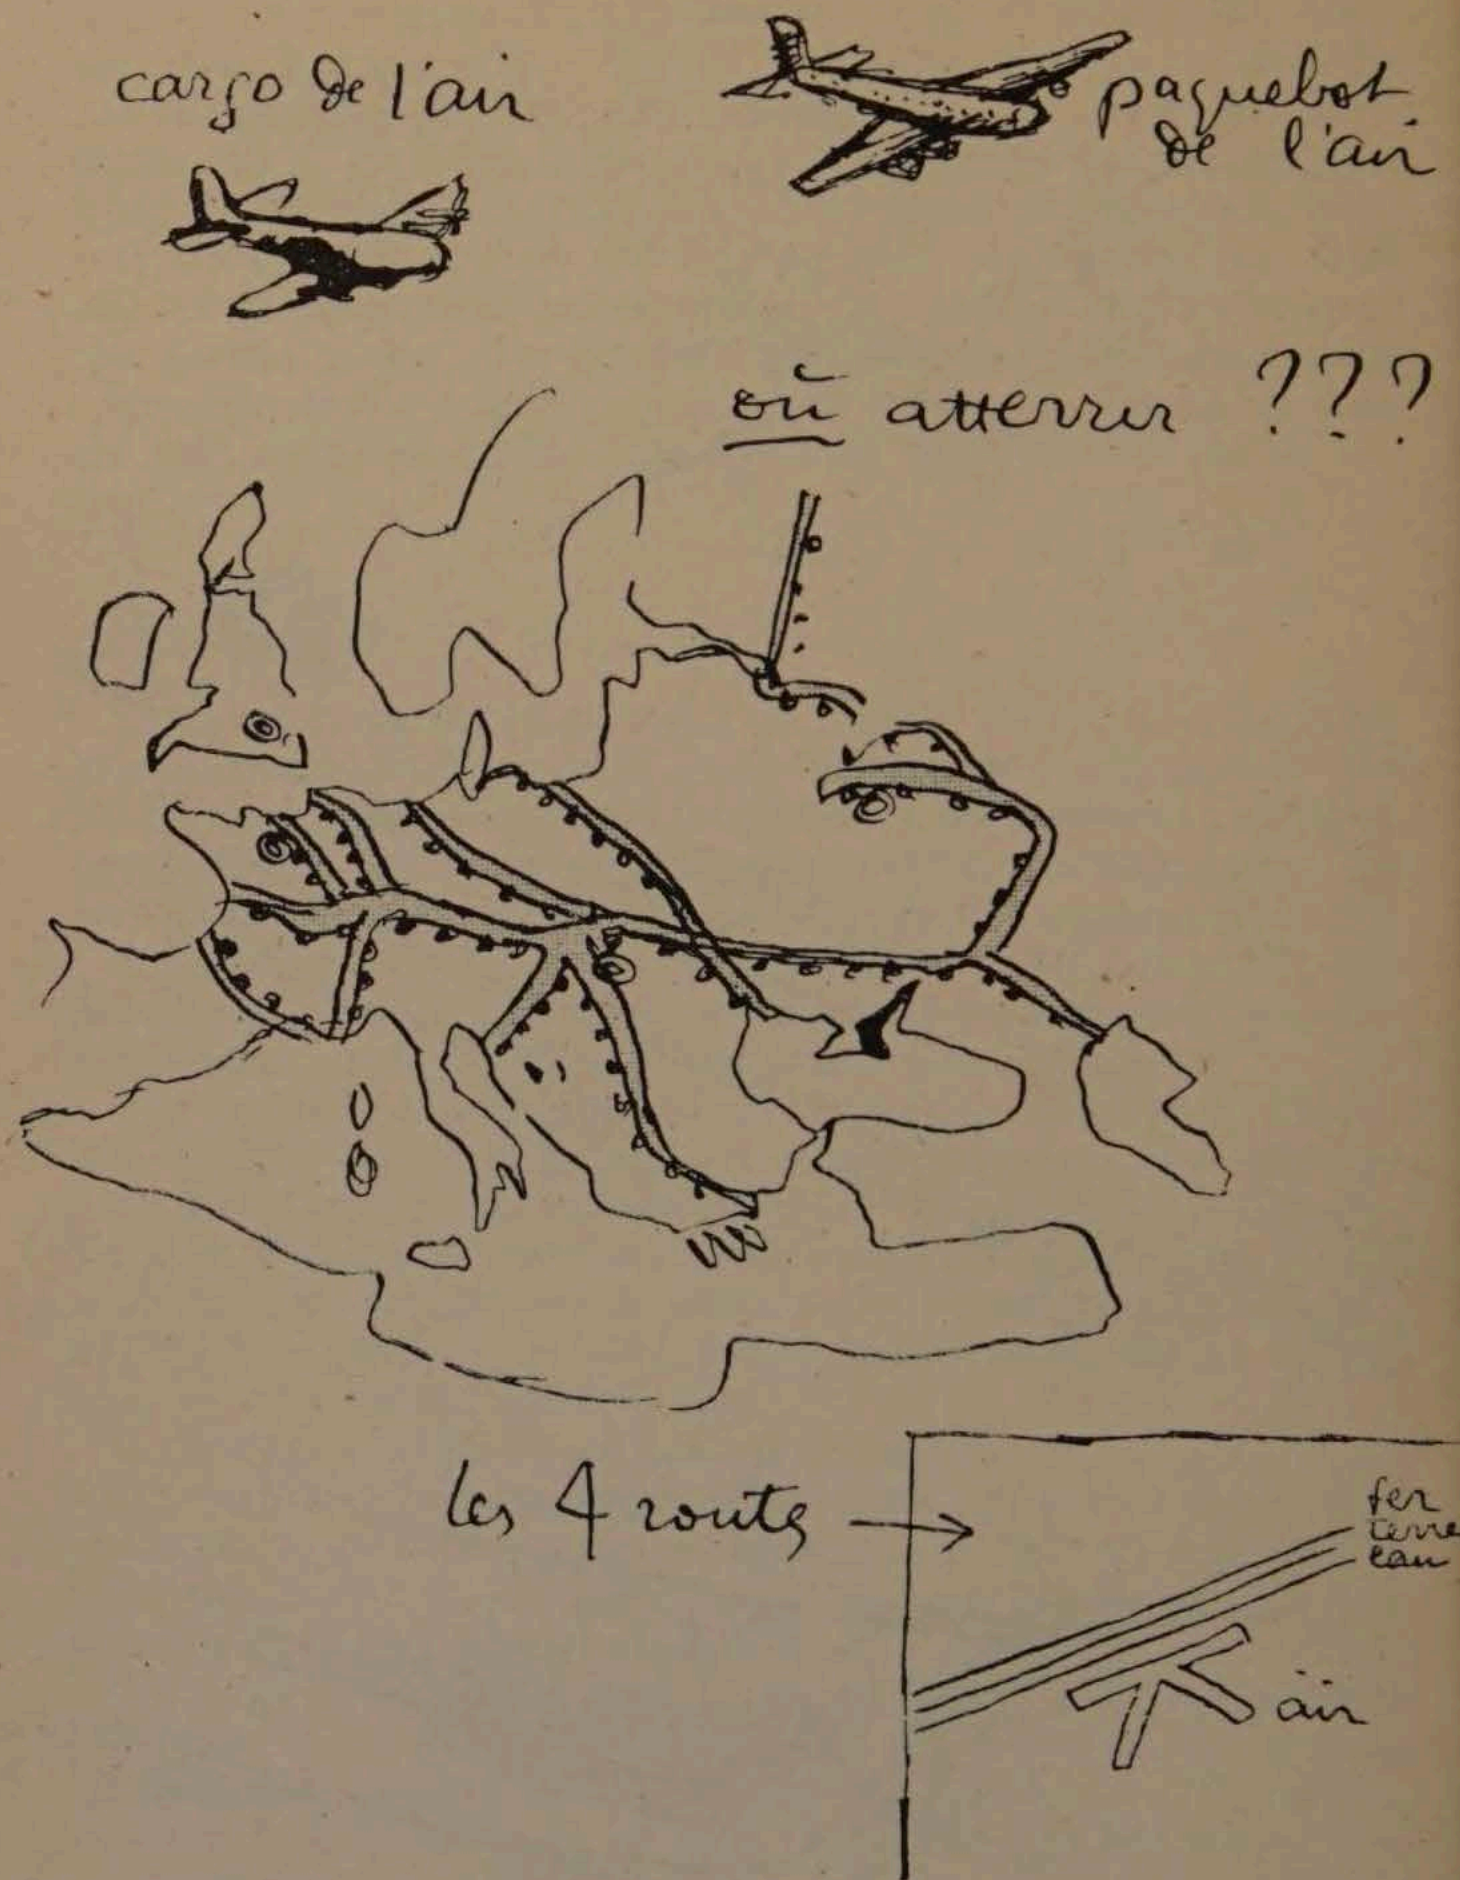 cargo de l'air
paquebot
de l'air
où atterrir ???
les 4 routes
fer
terre
eau
air